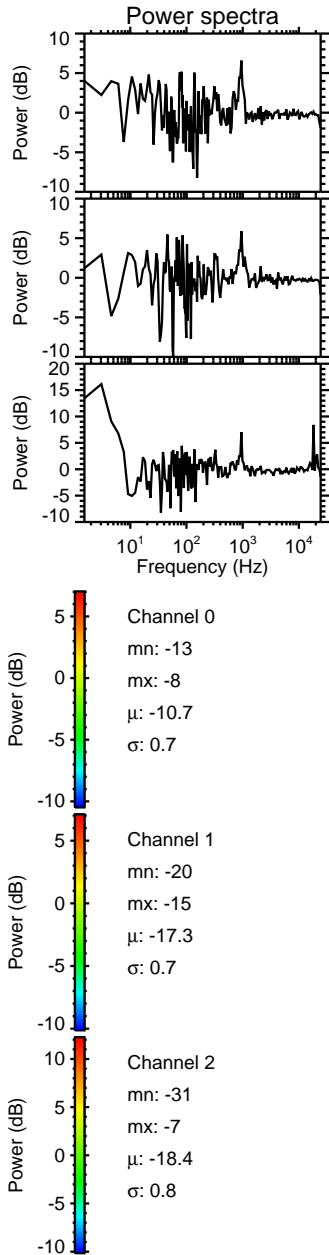 Power spectra
Power (dB)
10
5
0
-5
-10
Power (dB)
10
5
0
-5
-10
Power (dB)
20
15
10
5
0
-5
-10
10¹ 10² 10³ 10⁴
Frequency (Hz)
Power (dB)
5
0
-5
-10
Channel 0
mn: -13
mx: -8
μ: -10.7
σ: 0.7
Power (dB)
5
0
-5
-10
Channel 1
mn: -20
mx: -15
μ: -17.3
σ: 0.7
Power (dB)
10
5
0
-5
-10
Channel 2
mn: -31
mx: -7
μ: -18.4
σ: 0.8